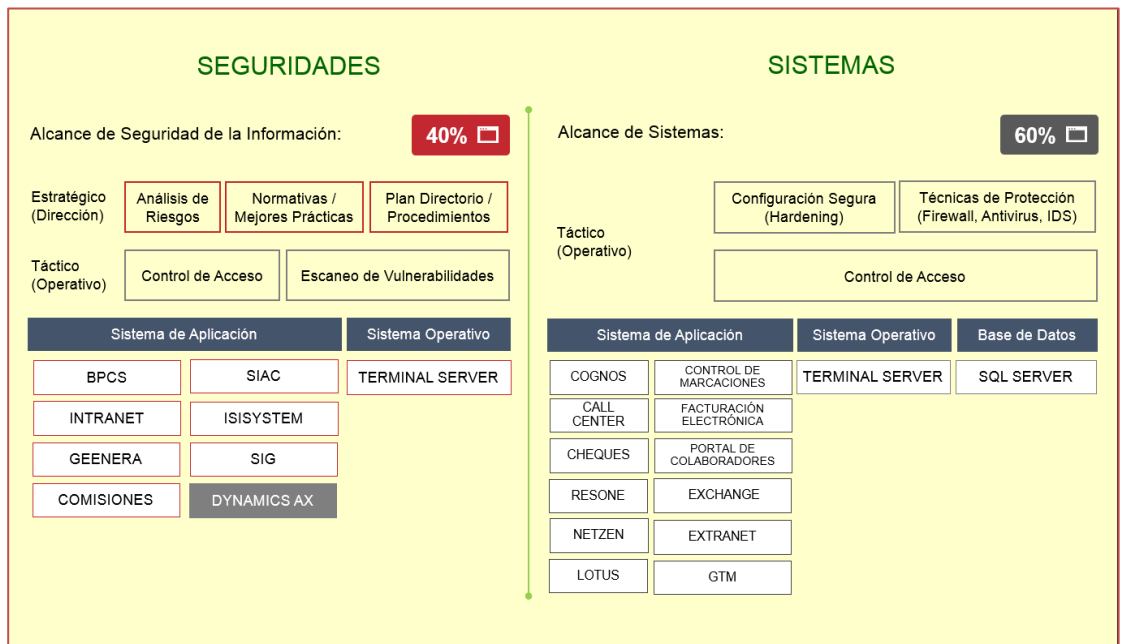 SEGURIDADES
Alcance de Seguridad de la Información:
40%
Estratégico
(Dirección)
Análisis de
Riesgos
Normativas /
Mejores Prácticas
Plan Directorio /
Procedimientos
Táctico
(Operativo)
Control de Acceso
Escaneo de Vulnerabilidades
Sistema de Aplicación
Sistema Operativo
BPCS
SIAC
TERMINAL SERVER
INTRANET
ISISYSTEM
GEENERA
SIG
COMISIONES
DYNAMICS AX
SISTEMAS
Alcance de Sistemas:
60%
Táctico
(Operativo)
Configuración Segura
(Hardening)
Técnicas de Protección
(Firewall, Antivirus, IDS)
Control de Acceso
Sistema de Aplicación
Sistema Operativo
Base de Datos
COGNOS
CONTROL DE
MARCACIONES
TERMINAL SERVER
SQL SERVER
CALL
CENTER
FACTURACIÓN
ELECTRÓNICA
CHEQUES
PORTAL DE
COLABORADORES
RESONE
EXCHANGE
NETZEN
EXTRANET
LOTUS
GTM